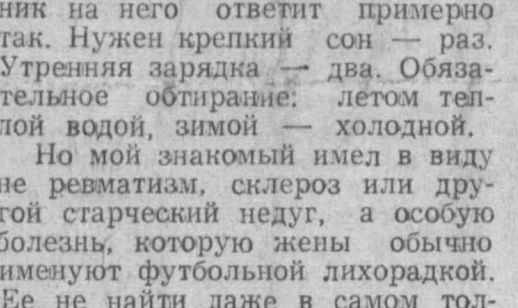 ник на него ответит примерно
так. Нужен крепкий сон — раз.
Утренняя зарядка — два. Обяза-
тельное обтирание: летом теп-
лой водой, зимой — холодной.
Но мой знакомый имел в виду
не ревматизм, склероз или дру-
гой старческий недуг, а особую
болезнь, которую жены обычно
именуют футбольной лихорадкой.
Ее не найти даже в самом тол-